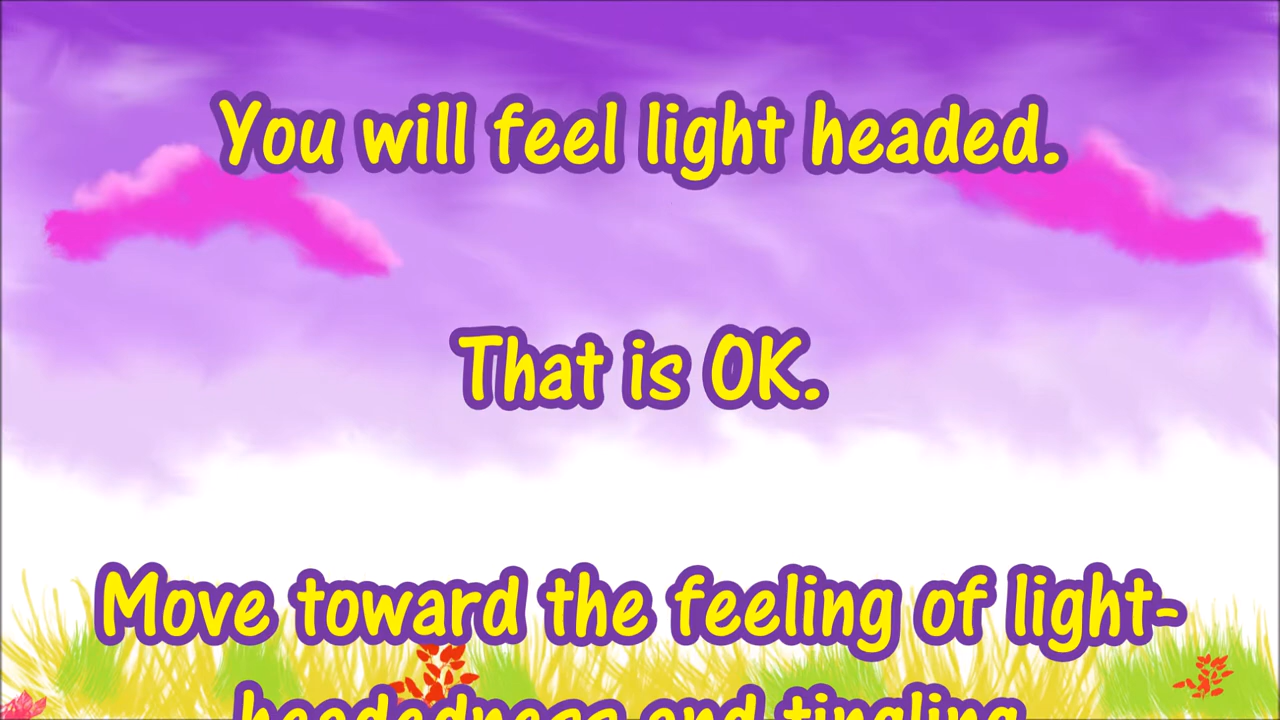 You will feel light headed.
That is OK.
Move toward the feeling of light-
headedness and tingling